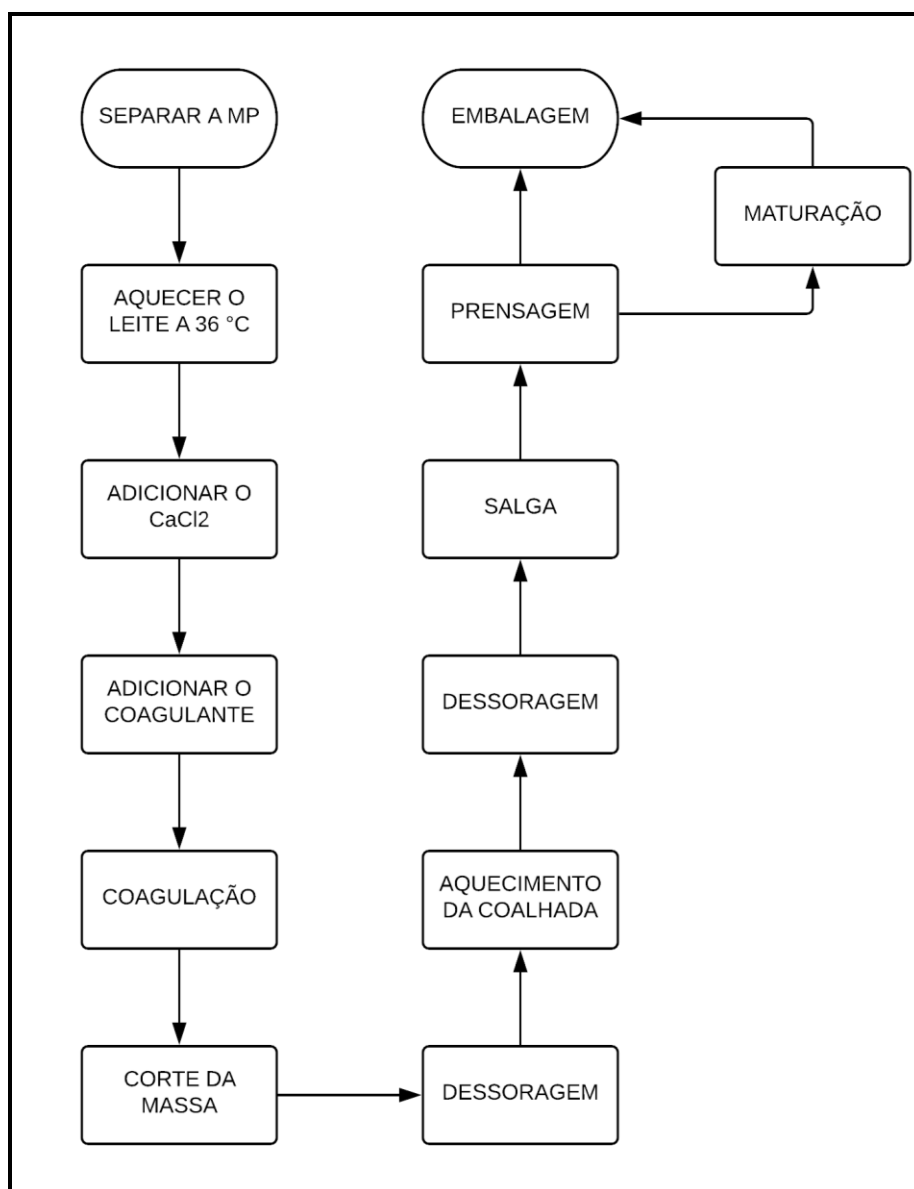 SEPARAR A MP
AQUECER O
LEITE A 36 °C
ADICIONAR O
CaCl2
ADICIONAR O
COAGULANTE
COAGULAÇÃO
CORTE DA
MASSA
DESSORAGEM
AQUECIMENTO
DA COALHADA
DESSORAGEM
SALGA
PRENSAGEM
MATURAÇÃO
EMBALAGEM